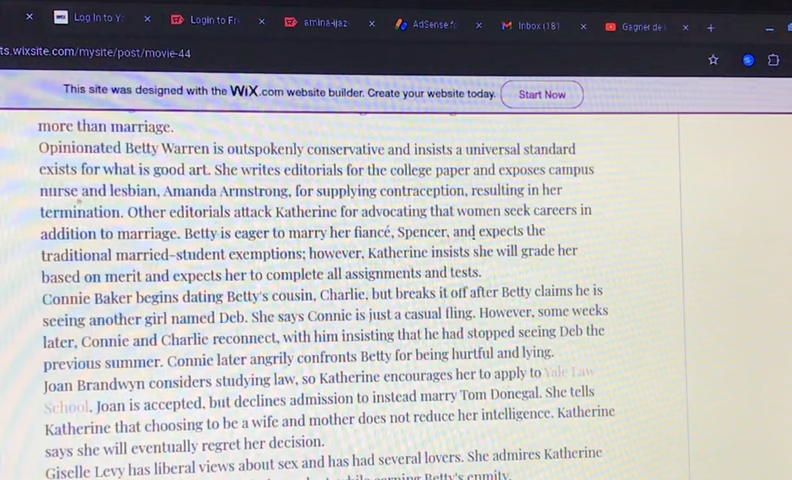 Log In to Y
Login to Fr
amina-ijaz
AdSense fo
Inbox (181
Gagner de
ts.wixsite.com/mysite/post/movie-44
This site was designed with the WiX.com website builder. Create your website today. Start Now
more than marriage.
Opinionated Betty Warren is outspokenly conservative and insists a universal standard
exists for what is good art. She writes editorials for the college paper and exposes campus
nurse and lesbian, Amanda Armstrong, for supplying contraception, resulting in her
termination. Other editorials attack Katherine for advocating that women seek careers in
addition to marriage. Betty is eager to marry her fiancé, Spencer, and expects the
traditional married-student exemptions; however, Katherine insists she will grade her
based on merit and expects her to complete all assignments and tests.
Connie Baker begins dating Betty's cousin, Charlie, but breaks it off after Betty claims he is
seeing another girl named Deb. She says Connie is just a casual fling. However, some weeks
later, Connie and Charlie reconnect, with him insisting that he had stopped seeing Deb the
previous summer. Connie later angrily confronts Betty for being hurtful and lying.
Joan Brandwyn considers studying law, so Katherine encourages her to apply to Yale Law
School. Joan is accepted, but declines admission to instead marry Tom Donegal. She tells
Katherine that choosing to be a wife and mother does not reduce her intelligence. Katherine
says she will eventually regret her decision.
Giselle Levy has liberal views about sex and has had several lovers. She admires Katherine
Betty's enmity.